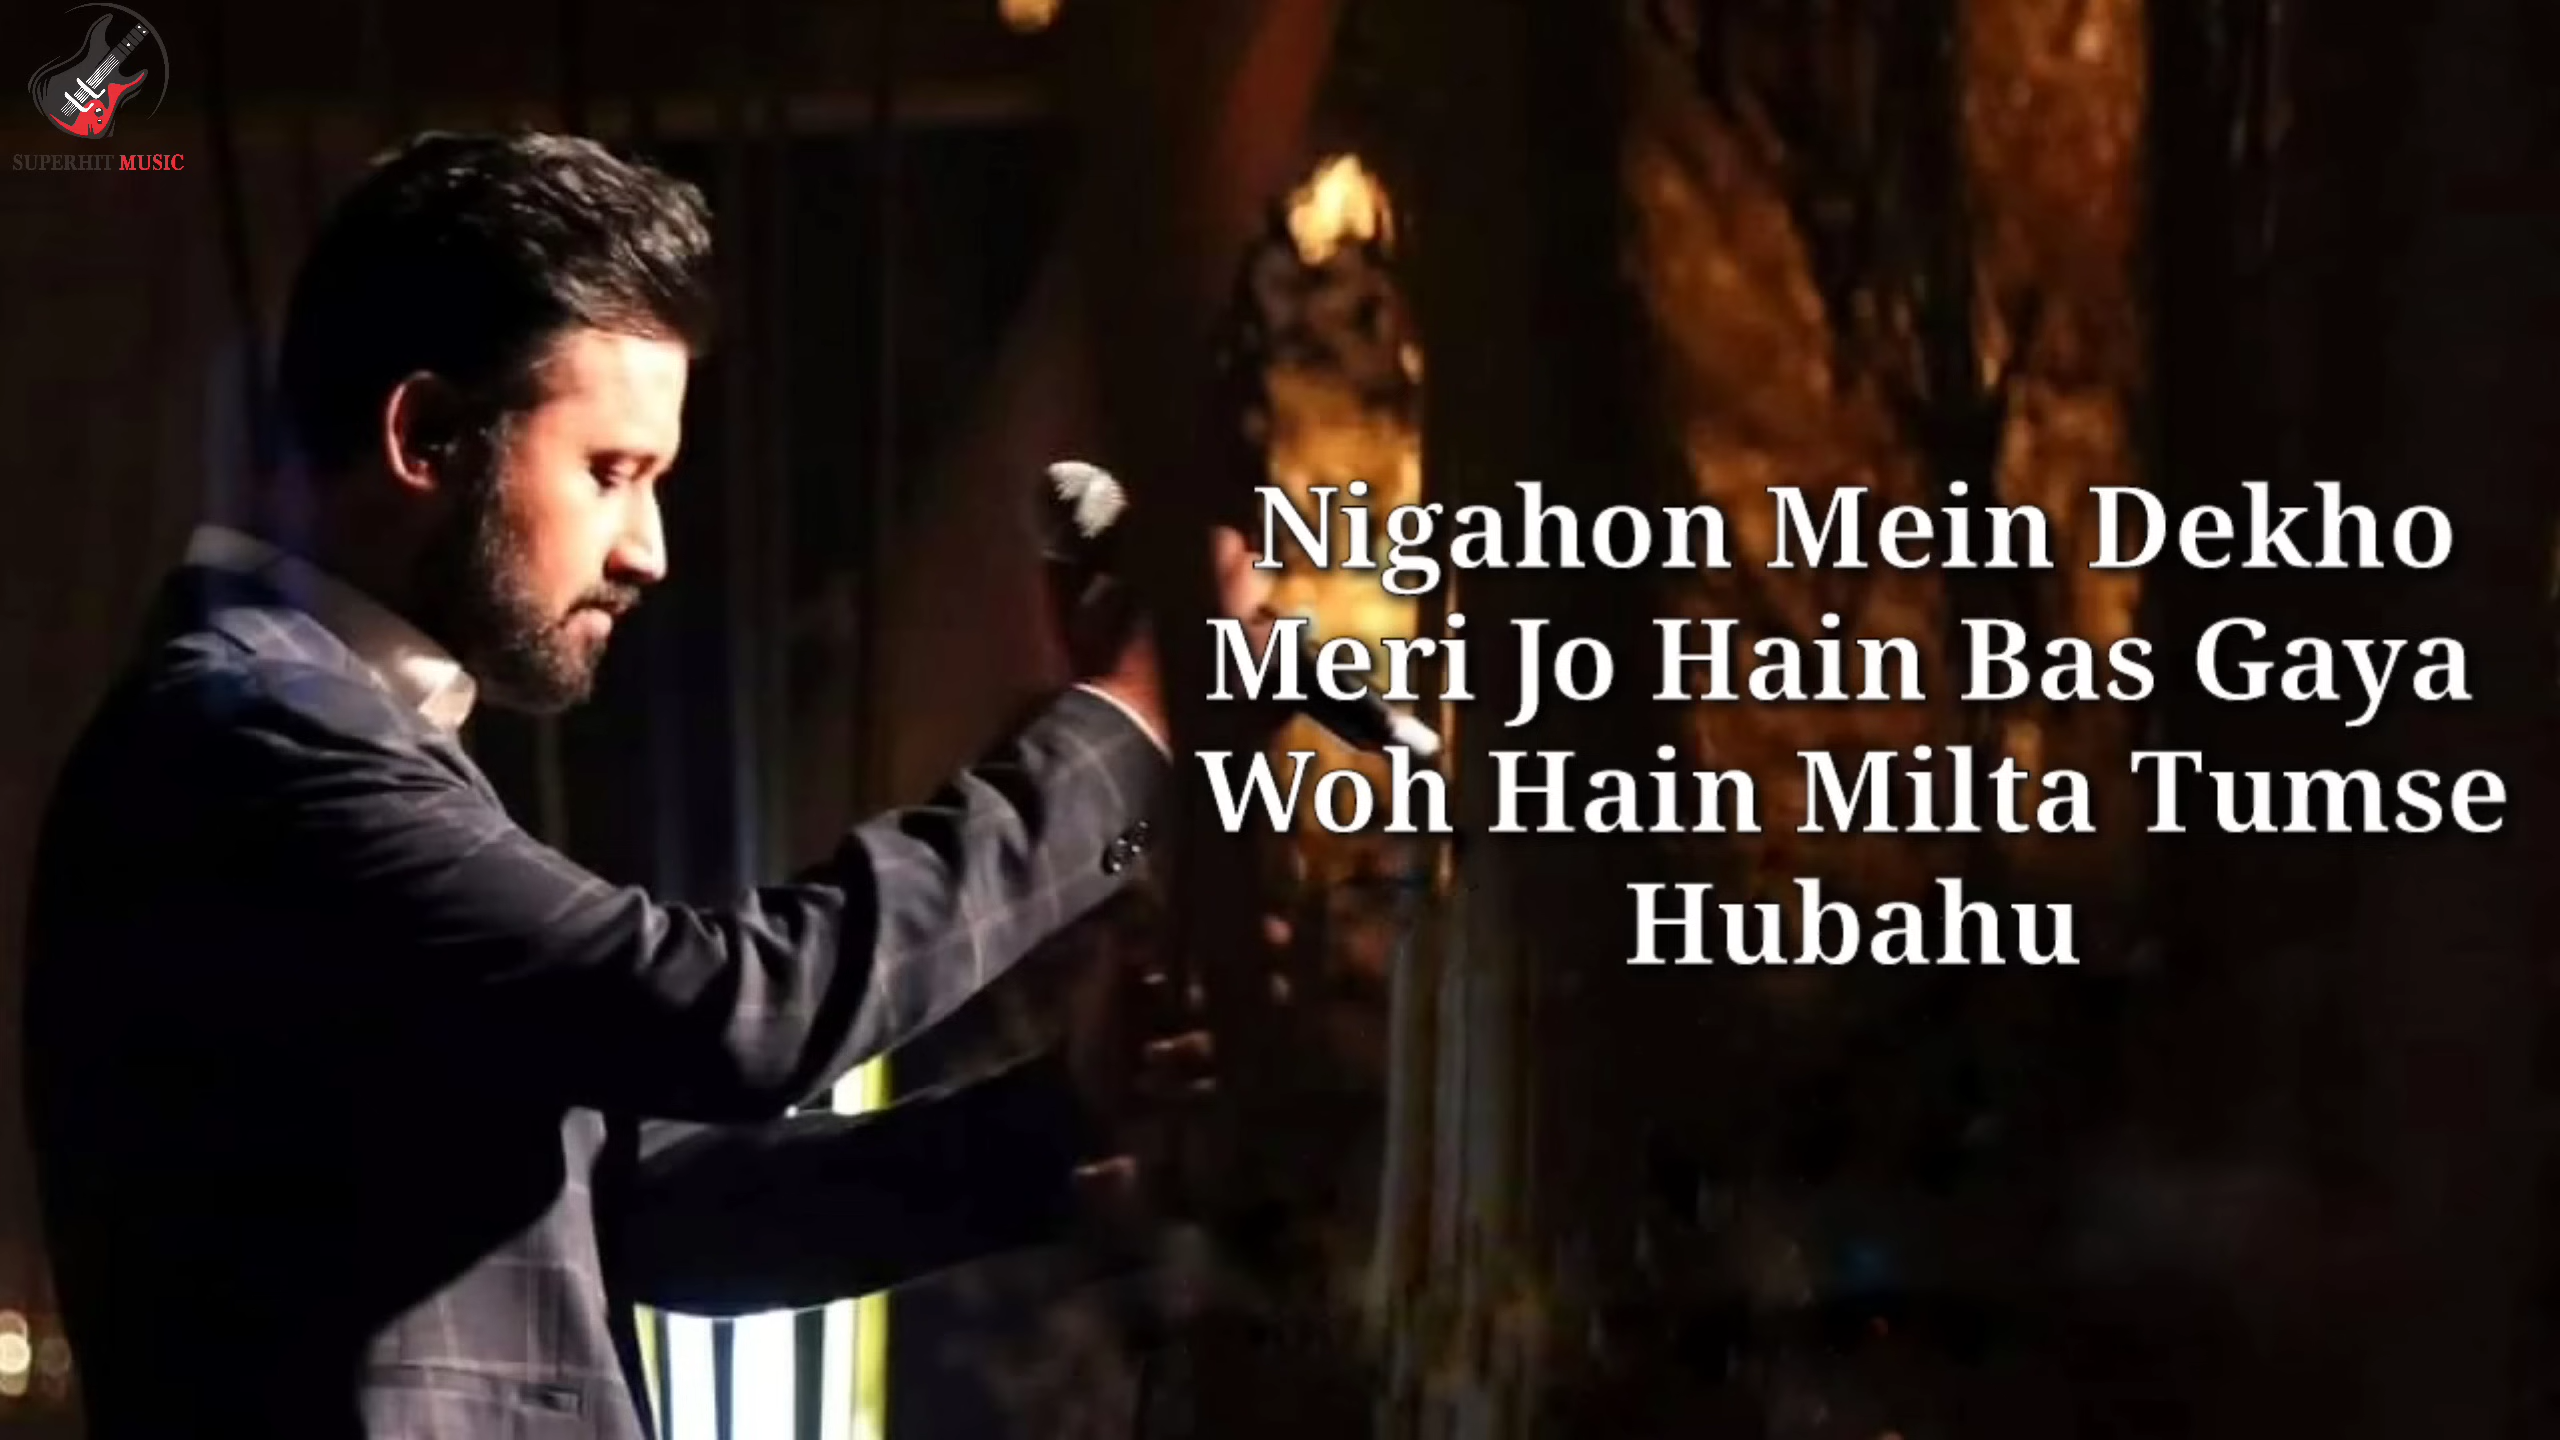 SUPERHIT MUSIC
Nigahon Mein Dekho
Meri Jo Hain Bas Gaya
Woh Hain Milta Tumse
Hubahu